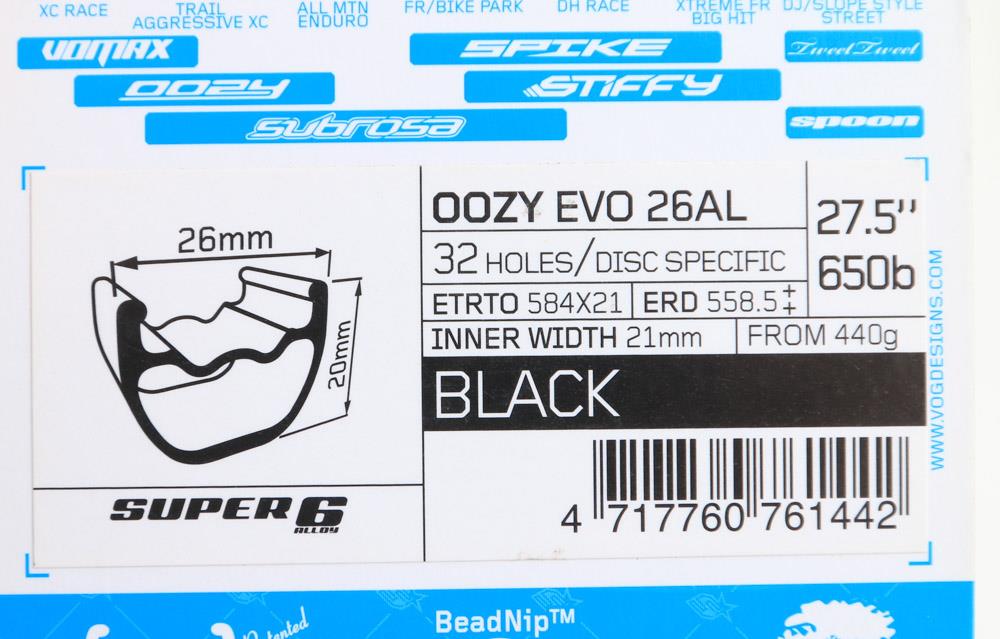 XC RACE
TRAIL
AGGRESSIVE XC
ALL MTN
ENDURO
FR/BIKE PARK
DH RACE
XTREME FR
BIG HIT
DJ/SLOPE STYLE
STREET
VOMAX
SPIKE
TweetTweet
OOZY
STIFFY
subrosa
spoon
26mm
20mm
SUPER 6
ALLOY
OOZY EVO 26AL
27.5"
650b
32 HOLES/DISC SPECIFIC
ETRTO 584X21
ERD 558.5
INNER WIDTH 21mm
FROM 440g
BLACK
4 717760 761442
WWW.VOGDESIGNS.COM
BeadNip™
Patented